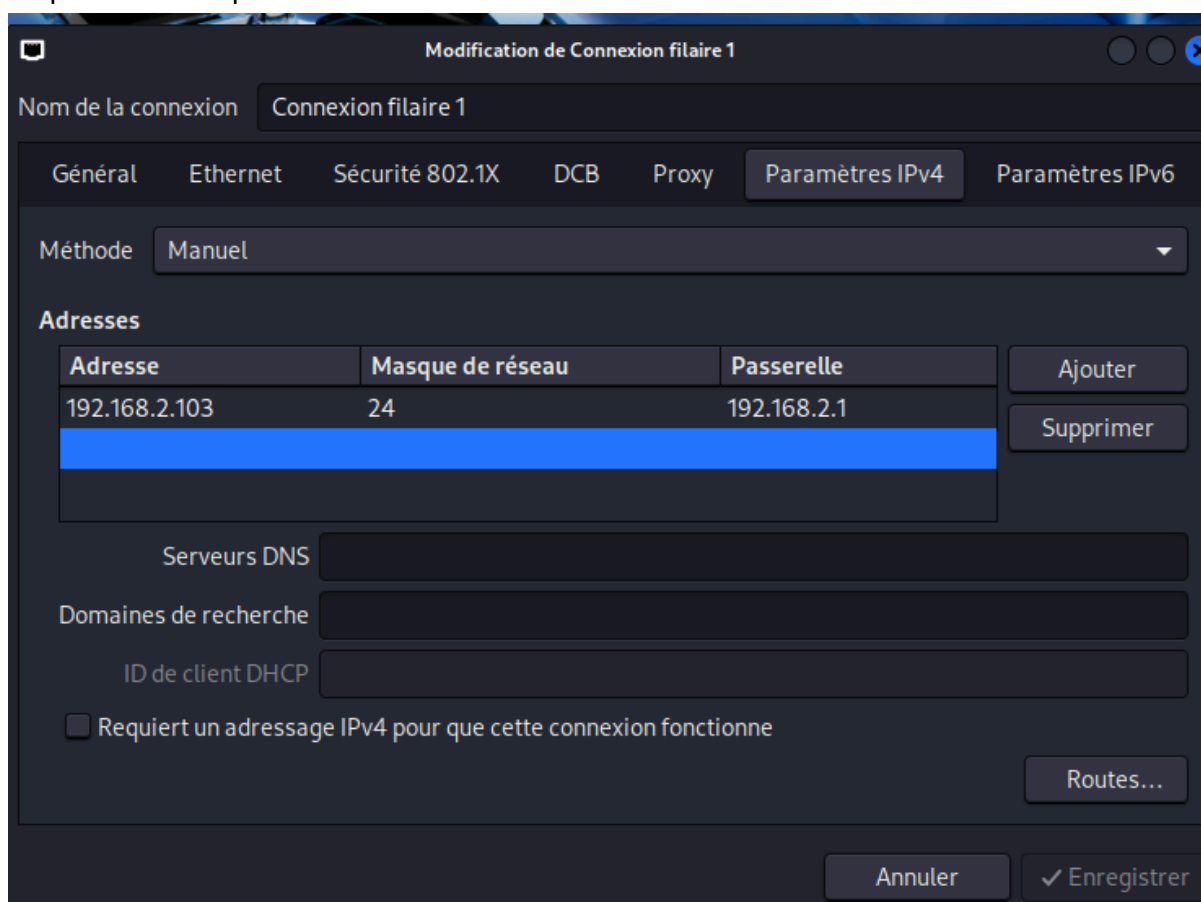 Modification de Connexion filaire 1
Nom de la connexion Connexion filaire 1
Général Ethernet Sécurité 802.1X DCB Proxy Paramètres IPv4 Paramètres IPv6
Méthode Manuel
Adresses
Adresse Masque de réseau Passerelle Ajouter
192.168.2.103 24 192.168.2.1
Supprimer
Serveurs DNS
Domaines de recherche
ID de client DHCP
Requiert un adressage IPv4 pour que cette connexion fonctionne
Routes...
Annuler Enregistrer